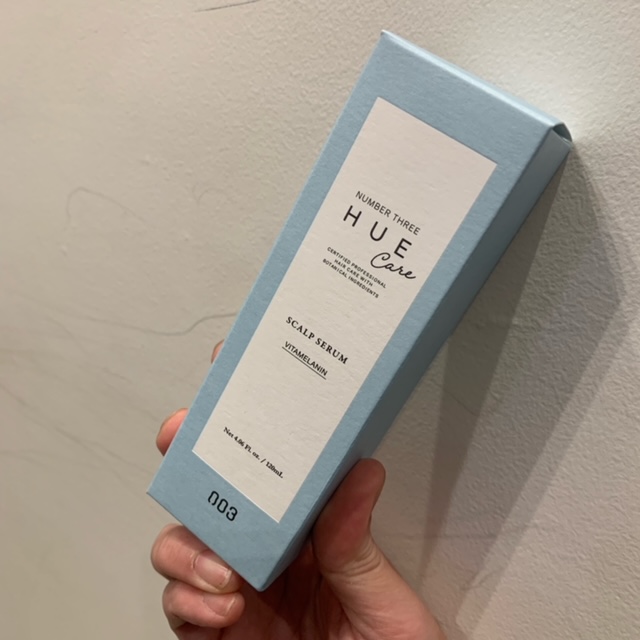 NUMBER THREE
HUE
Care
CERTIFIED PROFESSIONAL
HAIR CARE WITH
BOTANICAL INGREDIENTS
SCALP SERUM
VITAMELANIN
Net 4.06 Fl. oz. / 120mL
003